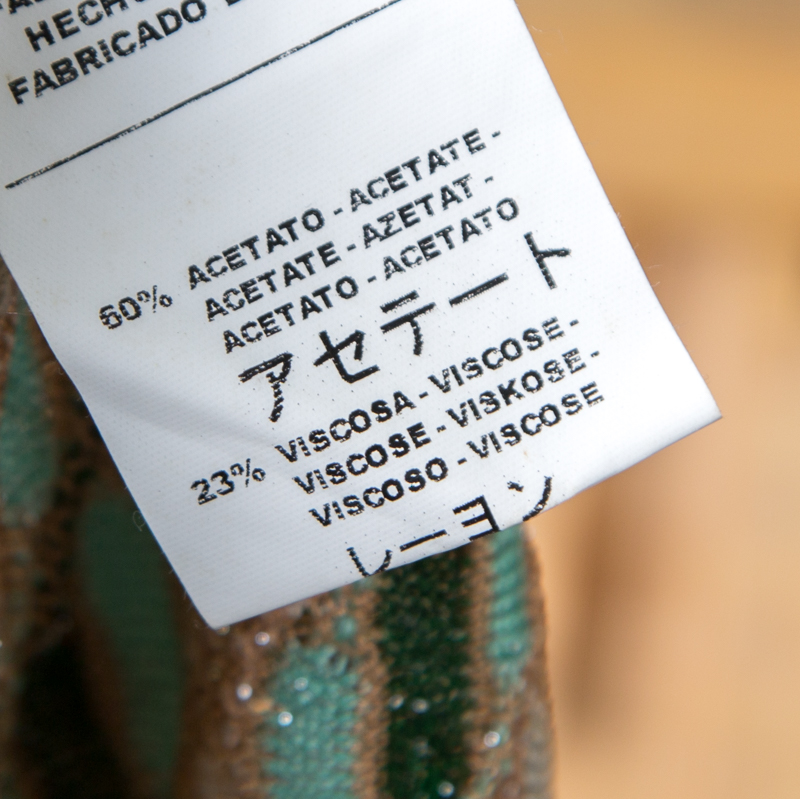 HECHO
FABRICADO
60% ACETATO - ACETATE -
ACETATE - AZETAT -
ACETATO - ACETATO
アセテート
23% VISCOSA - VISCOSE -
VISCOSE - VISKOSE -
VISCOSO - VISCOSE
レーヨン